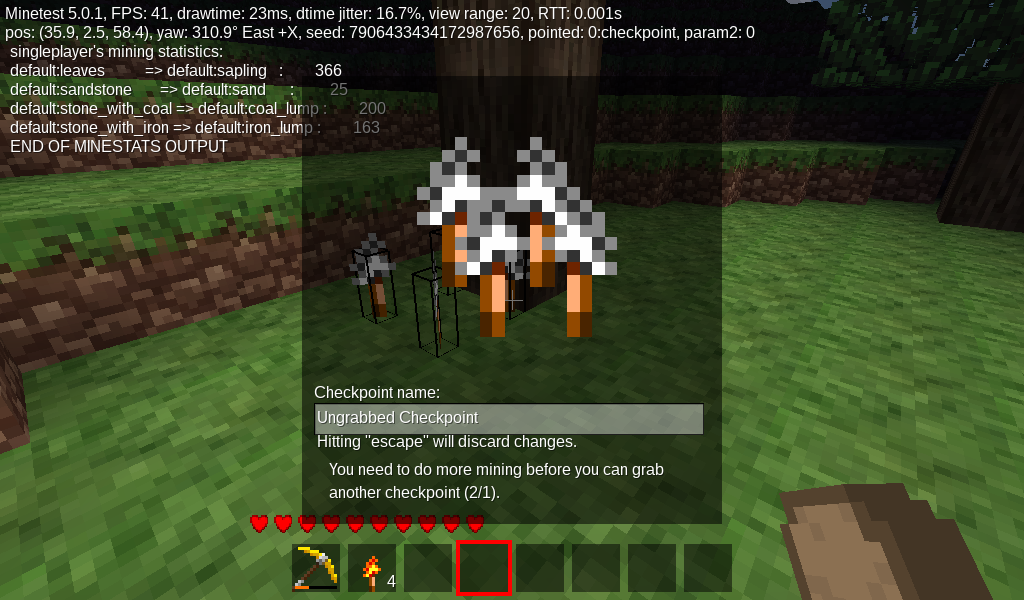 Minetest 5.0.1, FPS: 41, drawtime: 23ms, dtime jitter: 16.7%, view range: 20, RTT: 0.001s
pos: (35.9, 2.5, 58.4), yaw: 310.9° East +X, seed: 7906433434172987656, pointed: 0:checkpoint, param2: 0
singleplayer's mining statistics:
default:leaves => default:sapling : 366
default:sandstone => default:sand : 25
default:stone_with_coal => default:coal_lump : 200
default:stone_with_iron => default:iron_lump : 163
END OF MINESTATS OUTPUT
Checkpoint name:
Ungrabbed Checkpoint
Hitting "escape" will discard changes.
You need to do more mining before you can grab
another checkpoint (2/1).
4